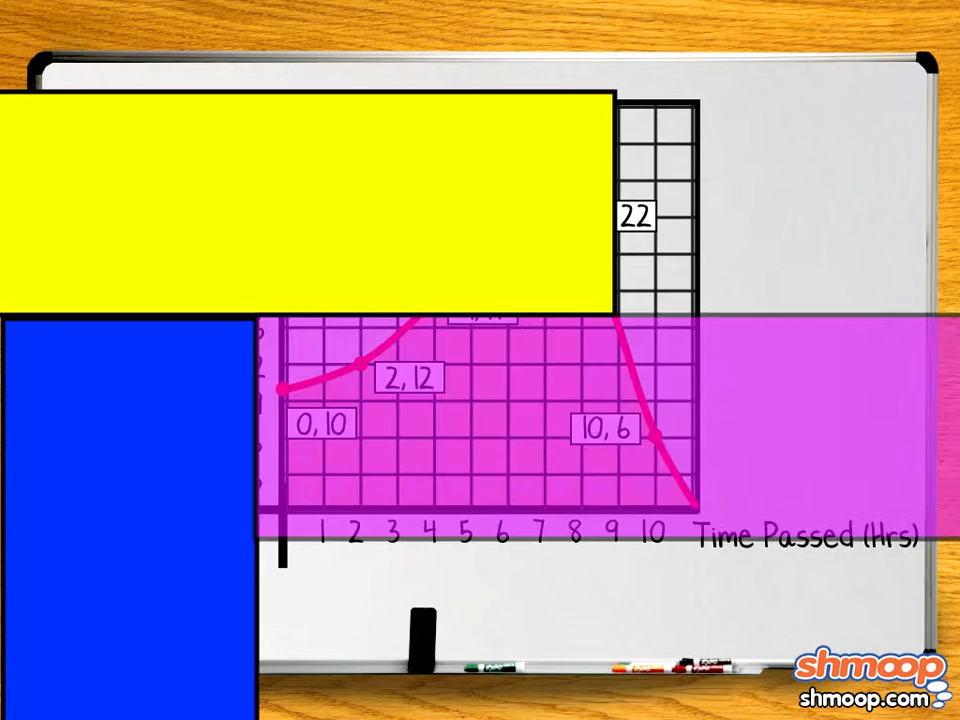 22
2, 12
0, 10
10, 6
1 2 3 4 5 6 7 8 9 10
Time Passed (Hrs)
shmoop
shmoop.com